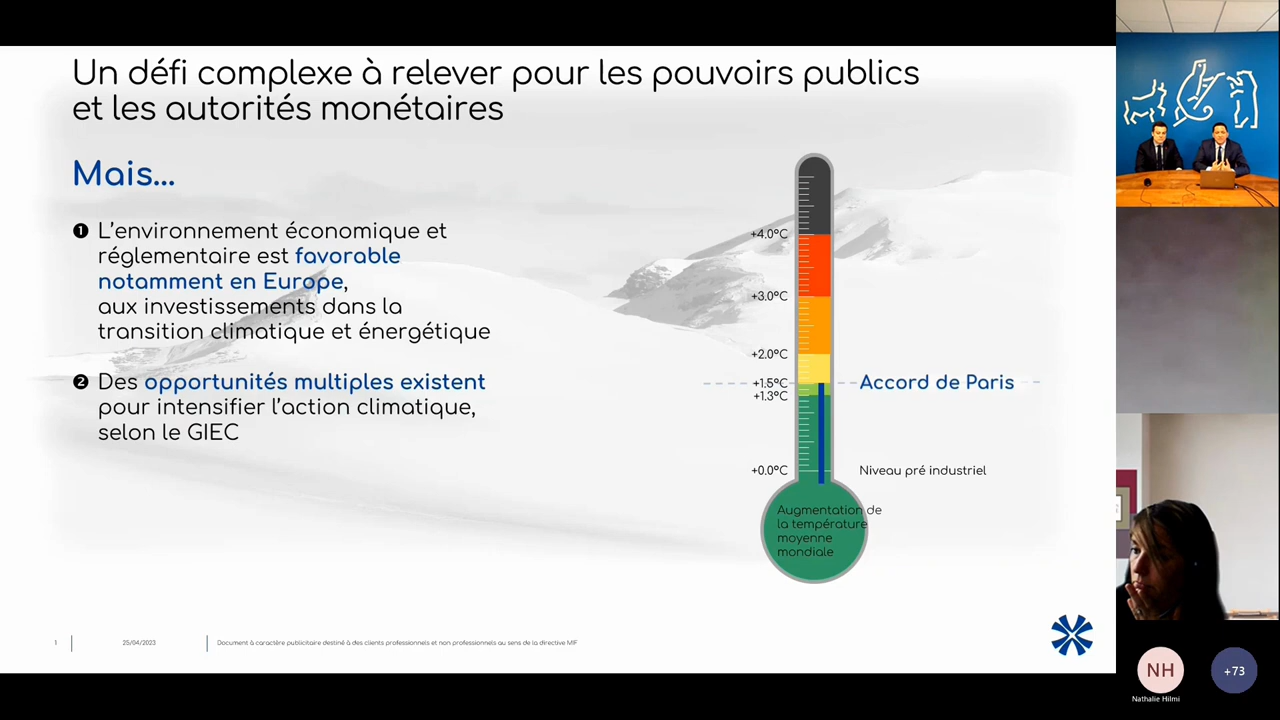 Un défi complexe à relever pour les pouvoirs publics
et les autorités monétaires
Mais...
❶ L'environnement économique et
réglementaire est favorable
notamment en Europe,
aux investissements dans la
transition climatique et énergétique
❷ Des opportunités multiples existent
pour intensifier l'action climatique,
selon le GIEC
+4.0°C
+3.0°C
+2.0°C
+1.5°C
Accord de Paris
+1.3°C
+0.0°C
Niveau pré industriel
Augmentation de
la température
moyenne
mondiale
1
25/04/2023
Document à caractère publicitaire destiné à des clients professionnels et non professionnels au sens de la directive MIF
NH
Nathalie Hilmi
+73